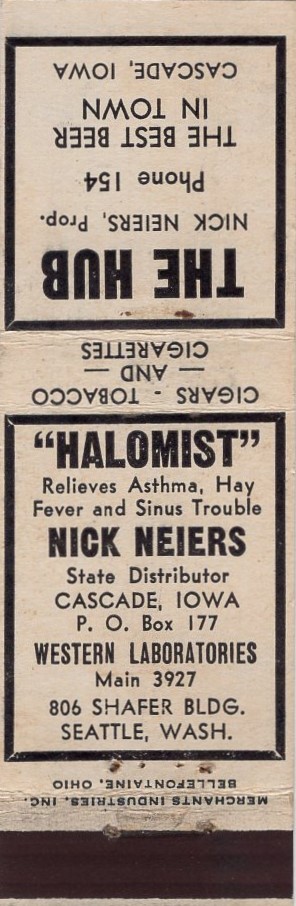 THE HUB
NICK NEIERS, Prop.
Phone 154
THE BEST BEER
IN TOWN
CASCADE, IOWA
CIGARS - TOBACCO
— AND —
CIGARETTES
"HALOMIST"
Relieves Asthma, Hay
Fever and Sinus Trouble
NICK NEIERS
State Distributor
CASCADE, IOWA
P. O. Box 177
WESTERN LABORATORIES
Main 3927
806 SHAFER BLDG.
SEATTLE, WASH.
MERCHANTS INDUSTRIES, INC.
BELLEFONTAINE, OHIO